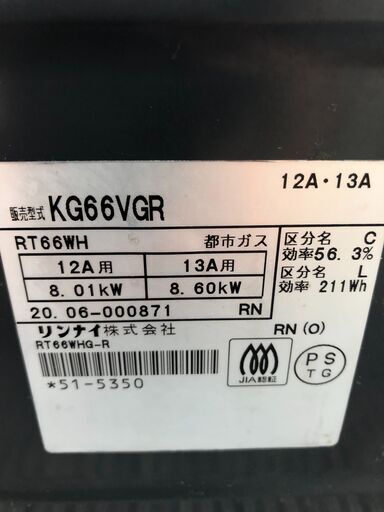 12A・13A
販売型式 KG66VGR
RT66WH 都市ガス
12A用 13A用
8.01kW 8.60kW
20.06-000871 RN
リンナイ株式会社
RT66WHG-R
*51-5350
区分名 C
効率56.3%
区分名 L
効率 211Wh
RN(O)
JIA認証
PS
TG